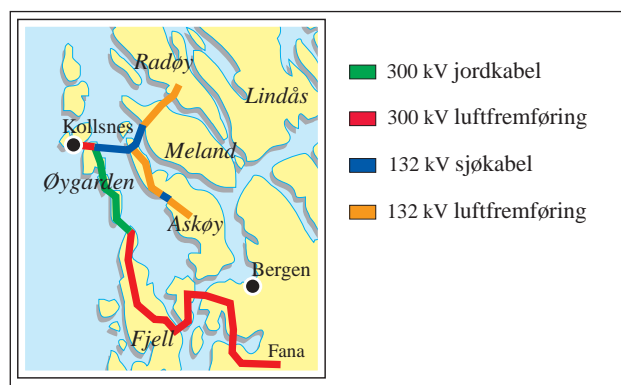 Radøy
Lindås
Kollsnes
Meland
Øygarden
Askøy
Bergen
Fjell
Fana
300 kV jordkabel
300 kV luftfremføring
132 kV sjøkabel
132 kV luftfremføring